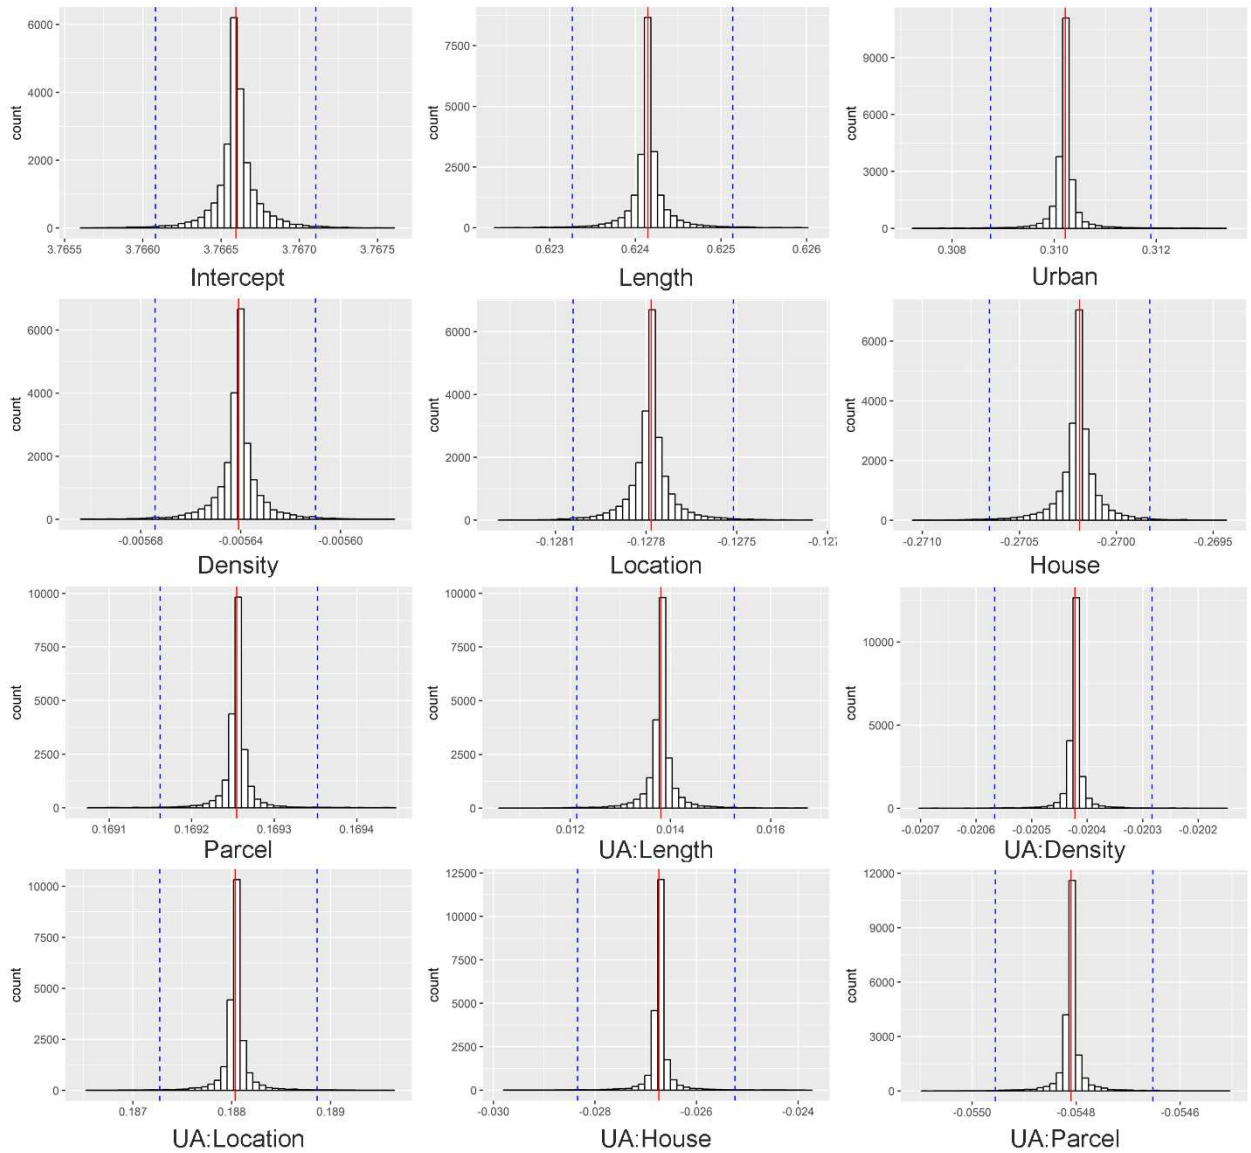 count
6000
4000
2000
0
3.7655 3.7660 3.7665 3.7670 3.7675
Intercept
count
7500
5000
2500
0
0.623 0.624 0.625 0.626
Length
count
9000
6000
3000
0
0.308 0.310 0.312
Urban
count
6000
4000
2000
0
-0.00568 -0.00564 -0.00560
Density
count
6000
4000
2000
0
-0.1281 -0.1278 -0.1275 -0.127
Location
count
6000
4000
2000
0
-0.2710 -0.2705 -0.2700 -0.2695
House
count
10000
7500
5000
2500
0
0.1691 0.1692 0.1693 0.1694
Parcel
count
10000
7500
5000
2500
0
0.012 0.014 0.016
UA:Length
count
10000
5000
0
-0.0207 -0.0206 -0.0205 -0.0204 -0.0203 -0.0202
UA:Density
count
10000
7500
5000
2500
0
0.187 0.188 0.189
UA:Location
count
12500
10000
7500
5000
2500
0
-0.030 -0.028 -0.026 -0.024
UA:House
count
12000
9000
6000
3000
0
-0.0550 -0.0548 -0.0546
UA:Parcel